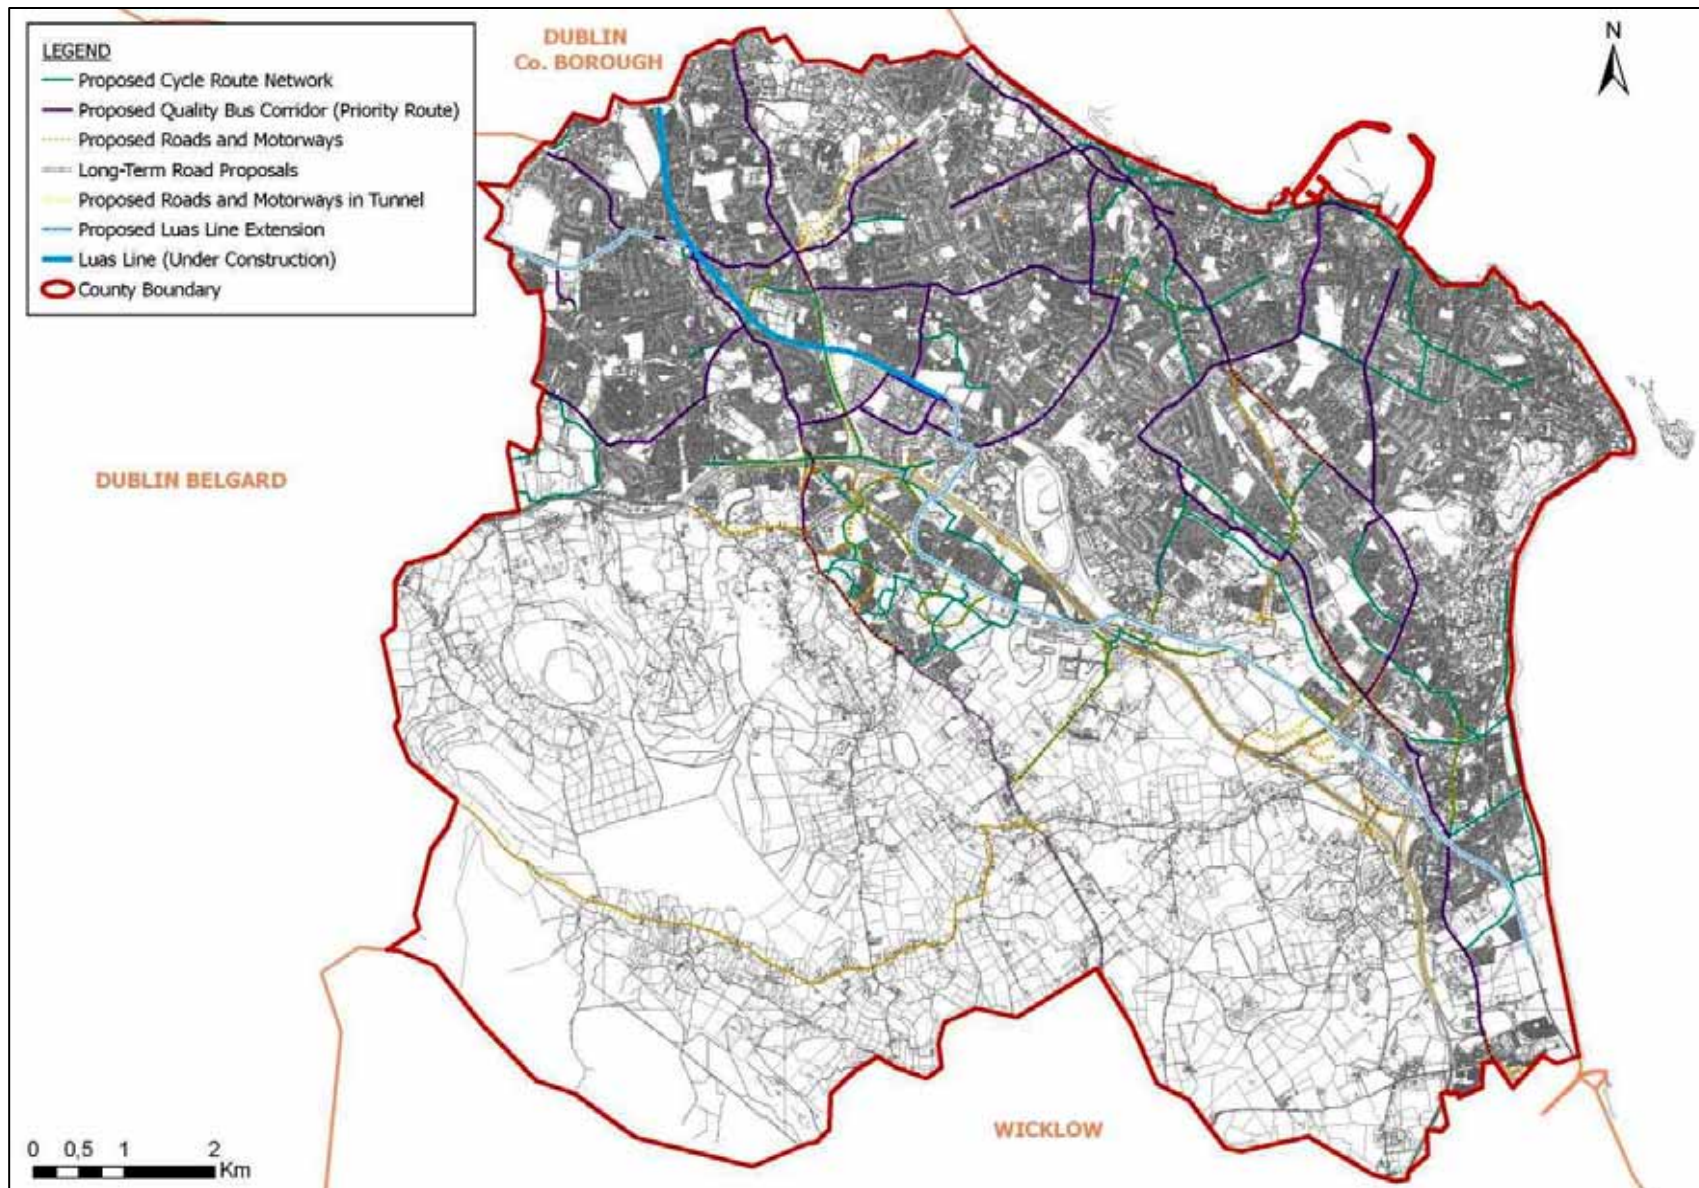 LEGEND
Proposed Cycle Route Network
Proposed Quality Bus Corridor (Priority Route)
Proposed Roads and Motorways
Long-Term Road Proposals
Proposed Roads and Motorways in Tunnel
Proposed Luas Line Extension
Luas Line (Under Construction)
County Boundary
DUBLIN
Co. BOROUGH
N
DUBLIN BELGARD
WICKLOW
0 0,5 1 2
Km